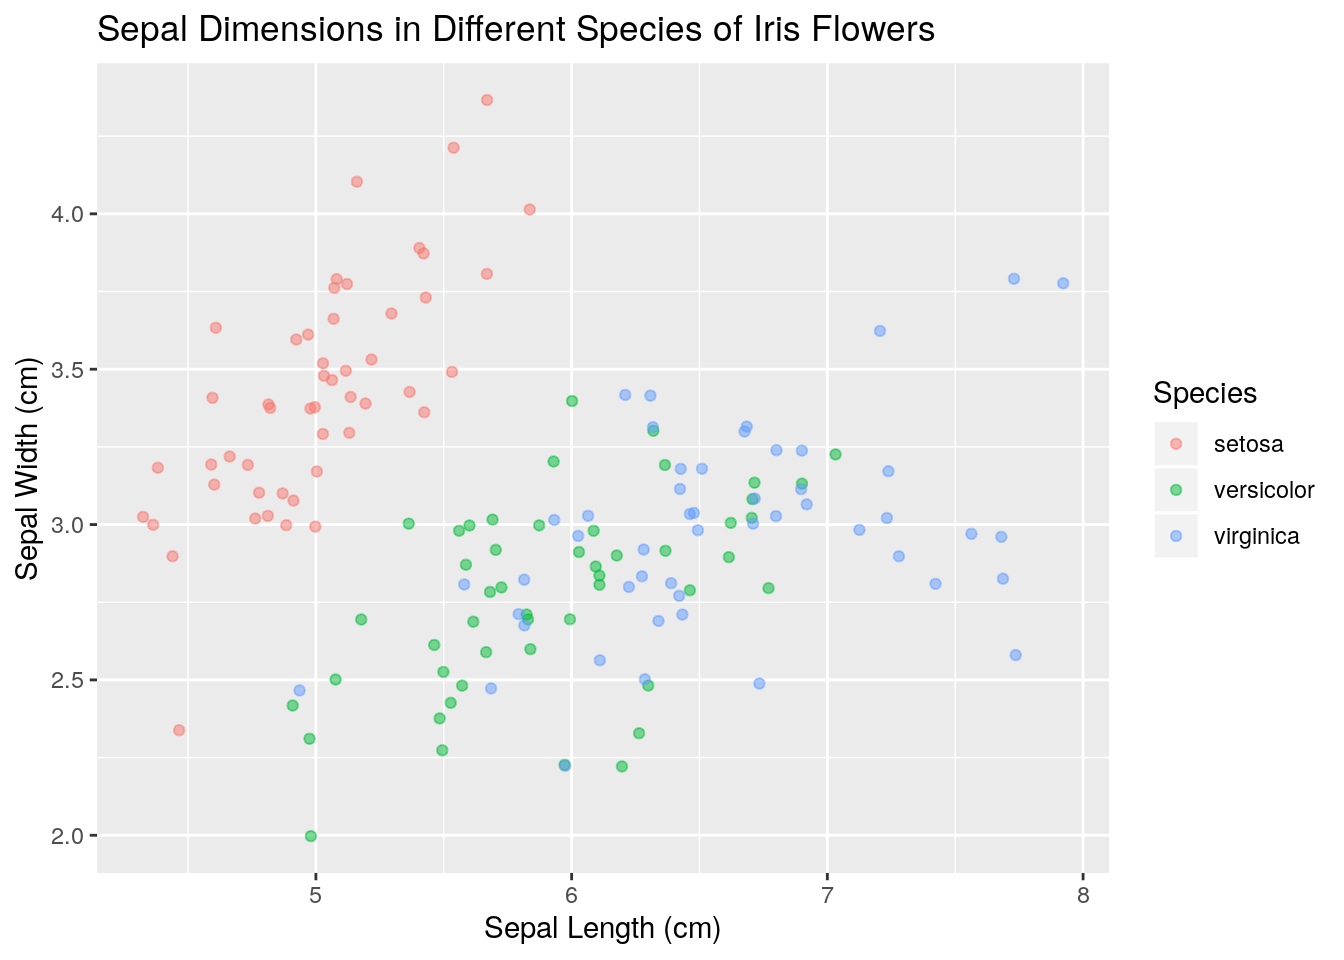 Sepal Dimensions in Different Species of Iris Flowers
Sepal Width (cm)
4.0
3.5
3.0
2.5
2.0
5 6 7 8
Sepal Length (cm)
Species
setosa
versicolor
virginica